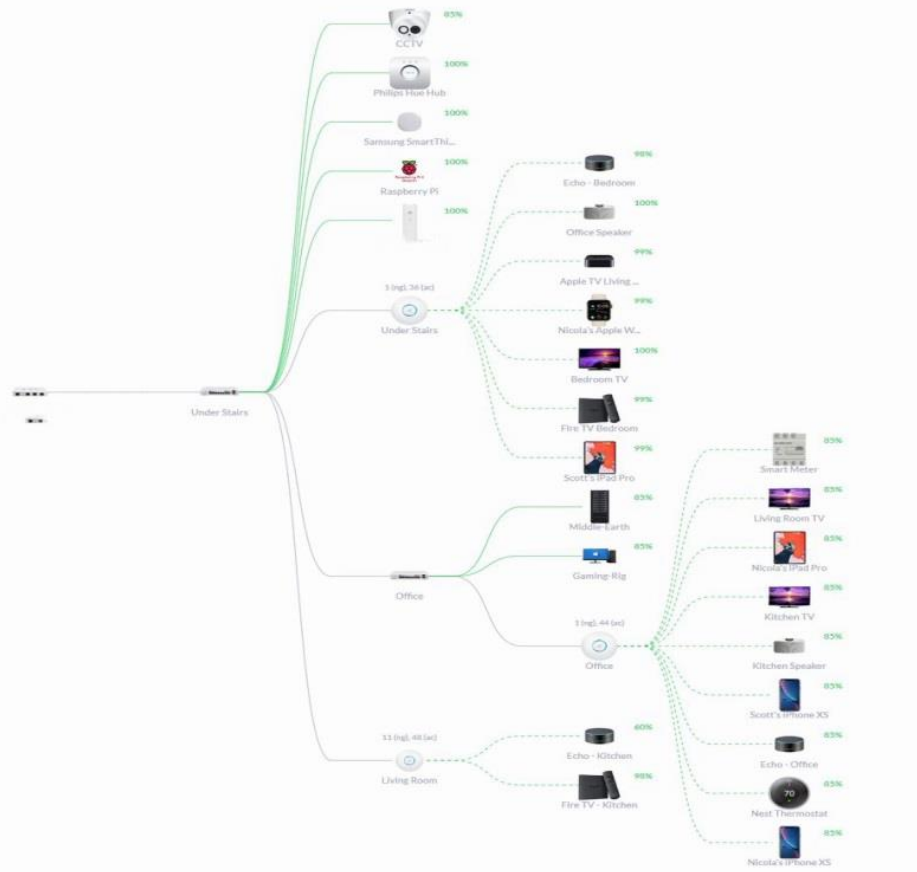 85%
CCTV
100%
Philips Hue Hub
100%
Samsung SmartThi...
100%
Raspberry Pi
100%
1 (ng), 36 (ac)
Under Stairs
Under Stairs
98%
Echo - Bedroom
100%
Office Speaker
99%
Apple TV Living ...
99%
Nicola's Apple W...
100%
Bedroom TV
99%
Fire TV Bedroom
99%
Scott's iPad Pro
85%
Middle-Earth
85%
Gaming-Rig
Office
1 (ng), 44 (ac)
Office
85%
Smart Meter
85%
Living Room TV
85%
Nicola's iPad Pro
85%
Kitchen TV
85%
Kitchen Speaker
85%
Scott's iPhone XS
85%
Echo - Office
70
85%
Nest Thermostat
85%
Nicola's iPhone XS
11 (ng), 48 (ac)
Living Room
60%
Echo - Kitchen
98%
Fire TV - Kitchen